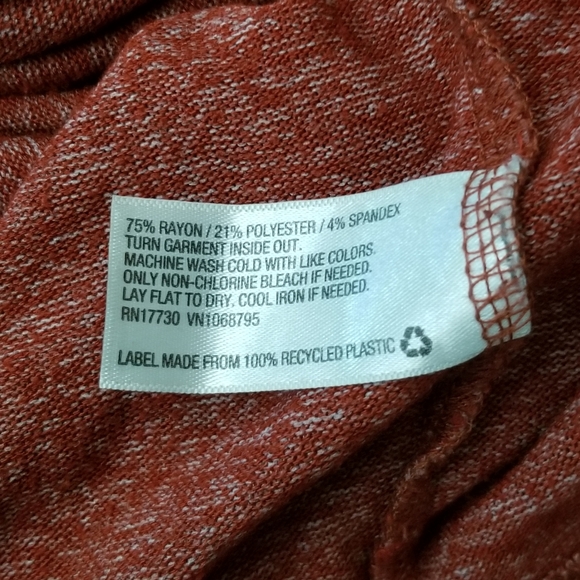 75% RAYON / 21% POLYESTER / 4% SPANDEX
TURN GARMENT INSIDE OUT.
MACHINE WASH COLD WITH LIKE COLORS.
ONLY NON-CHLORINE BLEACH IF NEEDED.
LAY FLAT TO DRY. COOL IRON IF NEEDED.
RN17730 VN1068795
LABEL MADE FROM 100% RECYCLED PLASTIC